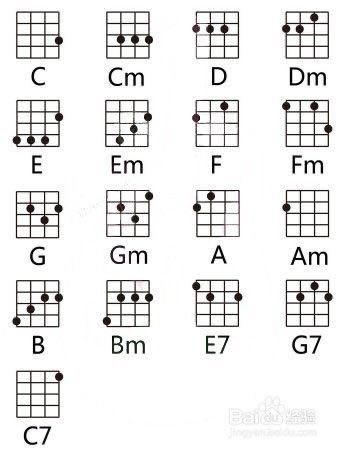 C Cm D Dm
E Em F Fm
G Gm A Am
B Bm E7 G7
C7
Baidu 经验
jingyan.baidu.com